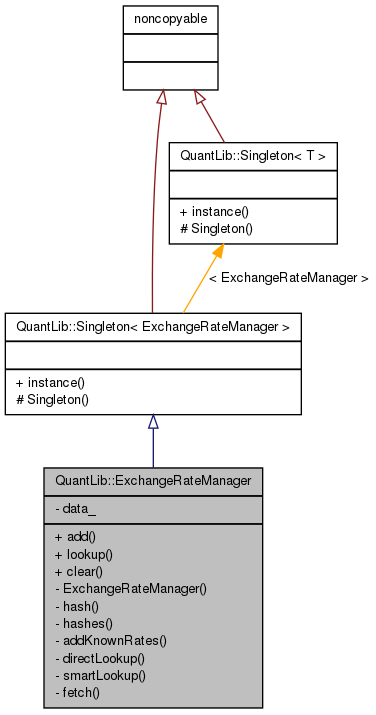 noncopyable
QuantLib::Singleton< T >
+ instance()
# Singleton()
< ExchangeRateManager >
QuantLib::Singleton< ExchangeRateManager >
+ instance()
# Singleton()
QuantLib::ExchangeRateManager
- data_
+ add()
+ lookup()
+ clear()
- ExchangeRateManager()
- hash()
- hashes()
- addKnownRates()
- directLookup()
- smartLookup()
- fetch()